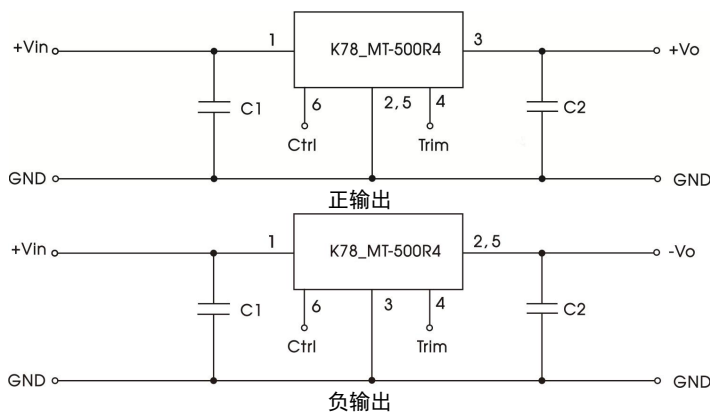 +Vin
1
K78_MT-500R4
3
+Vo
C1
6
2,5
4
C2
Ctrl
Trim
GND
GND
正输出
+Vin
1
K78_MT-500R4
2,5
-Vo
C1
6
3
4
C2
Ctrl
Trim
GND
GND
负输出